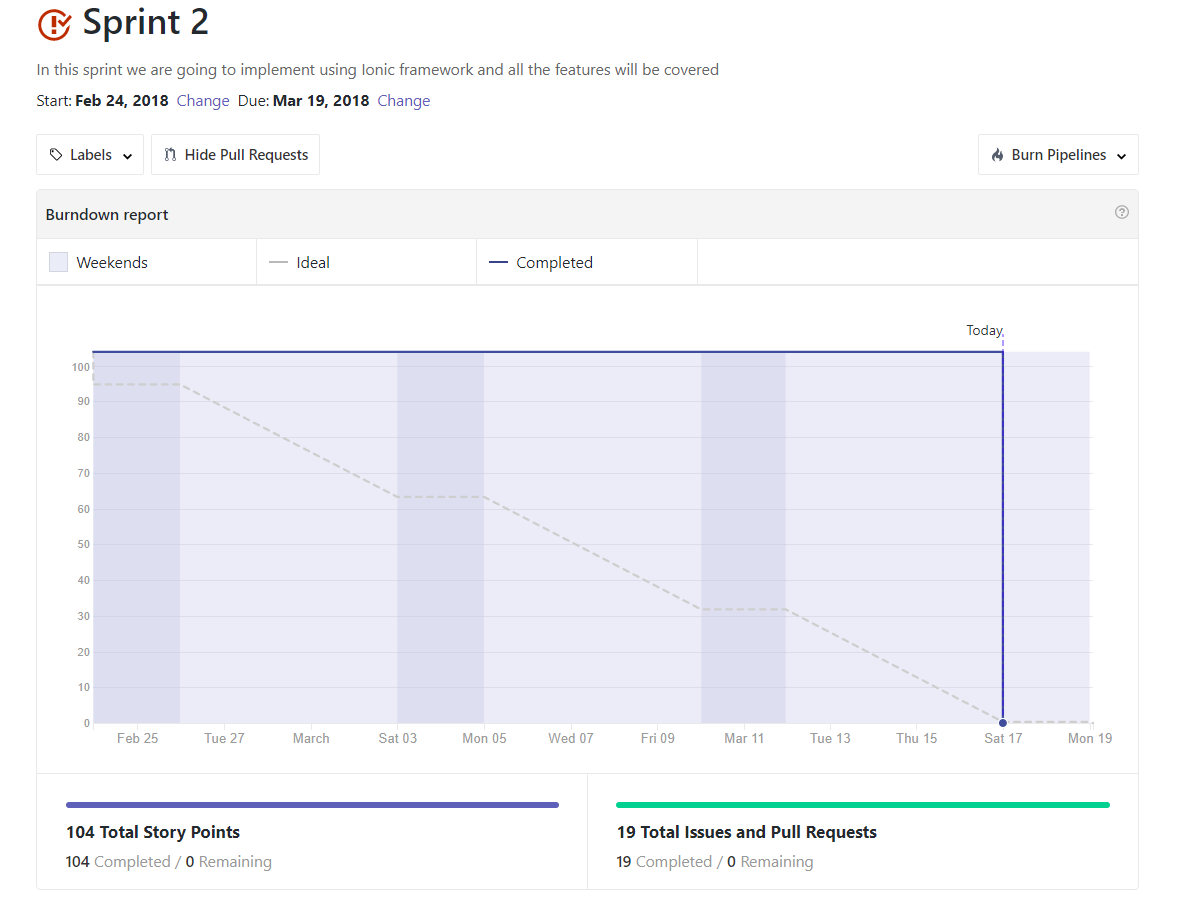 Sprint 2
In this sprint we are going to implement using Ionic framework and all the features will be covered
Start: Feb 24, 2018 Change Due: Mar 19, 2018 Change
Labels Hide Pull Requests Burn Pipelines
Burndown report
Weekends Ideal Completed
Today
100
90
80
70
60
50
40
30
20
10
0
Feb 25 Tue 27 March Sat 03 Mon 05 Wed 07 Fri 09 Mar 11 Tue 13 Thu 15 Sat 17 Mon 19
104 Total Story Points
104 Completed / 0 Remaining
19 Total Issues and Pull Requests
19 Completed / 0 Remaining